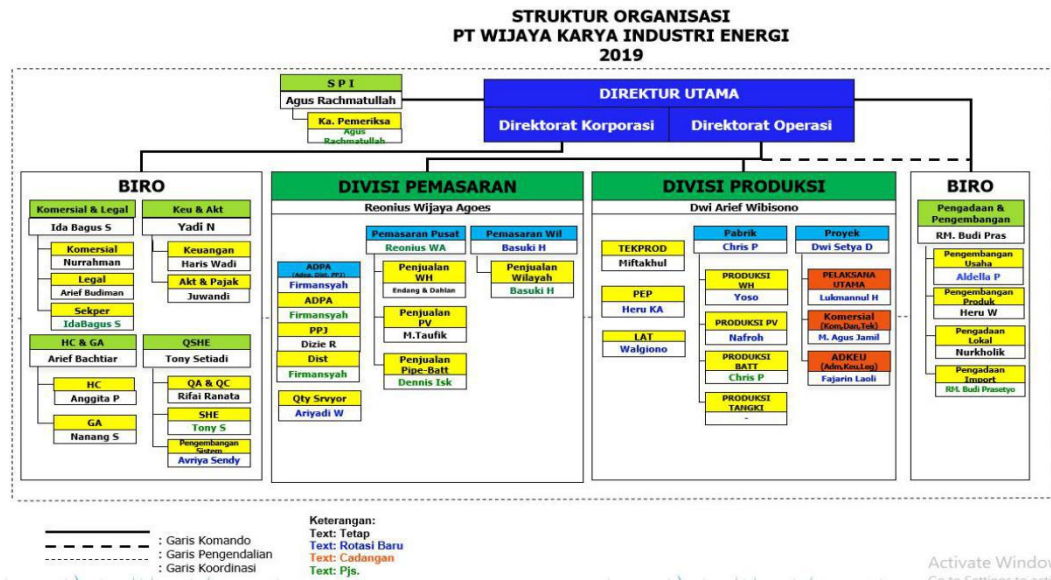 STRUKTUR ORGANISASI
PT WIJAYA KARYA INDUSTRI ENERGI
2019
S P I
Agus Rachmatullah
Ka. Pemeriksa
Agus
Rachmatullah
DIREKTUR UTAMA
Direktorat Korporasi
Direktorat Operasi
BIRO
Komersial & Legal
Ida Bagus S
Komersial
Nurrahman
Legal
Arief Budiman
Sekper
IdaBagus S
Keu & Akt
Yadi N
Keuangan
Haris Wadi
Akt & Pajak
Juwandi
HC & GA
Arief Bachtiar
HC
Anggita P
GA
Nanang S
QSHE
Tony Setiadi
QA & QC
Rifai Ranata
SHE
Tony S
Pengembangan
Sistem
Avriya Sendy
DIVISI PEMASARAN
Reonius Wijaya Agoes
ADPA
(Adpa, Dist, PPJ)
Firmansyah
ADPA
Firmansyah
PPJ
Dizie R
Dist
Firmansyah
Qty Srvyor
Ariyadi W
Pemasaran Pusat
Reonius WA
Penjualan
WH
Endang & Dahlan
Penjualan
PV
M.Taufik
Penjualan
Pipe-Batt
Dennis Isk
Pemasaran Wil
Basuki H
Penjualan
Wilayah
Basuki H
DIVISI PRODUKSI
Dwi Arief Wibisono
TEKPROD
Miftakhul
PEP
Heru KA
LAT
Walgiono
Pabrik
Chris P
PRODUKSI
WH
Yoso
PRODUKSI PV
Nafroh
PRODUKSI
BATT
Chris P
PRODUKSI
TANGKI
-
Proyek
Dwi Setya D
PELAKSANA
UTAMA
Lukmannul H
Komersial
(Kom,Dan,Tek)
M. Agus Jamil
ADKEU
(Adm,Keu,Leg)
Fajarin Laoli
BIRO
Pengadaan &
Pengembangan
RM. Budi Pras
Pengembangan
Usaha
Aldella P
Pengembangan
Produk
Heru W
Pengadaan
Lokal
Nurkholik
Pengadaan
Import
RM. Budi Prasetyo
: Garis Komando
: Garis Pengendalian
: Garis Koordinasi
Keterangan:
Text: Tetap
Text: Rotasi Baru
Text: Cadangan
Text: Pjs.
Activate Window